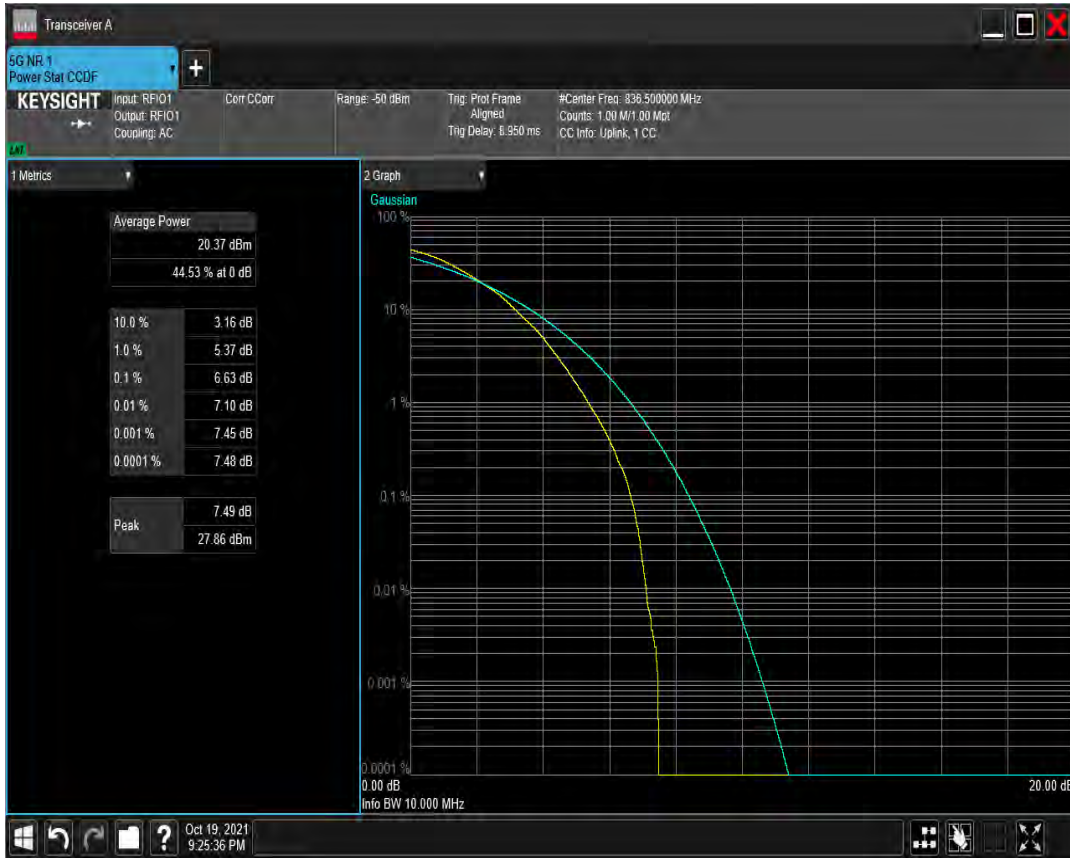 Transceiver A
5G NR 1
Power Stat CCDF
+
KEYSIGHT
Input: RFIO1
Output: RFIO1
Coupling: AC
Corr CCorr
Range: -50 dBm
Trig: Prot Frame
Aligned
Trig Delay: 8.950 ms
#Center Freq: 836.500000 MHz
Counts: 1.00 M/1.00 Mpt
CC Info: Uplink, 1 CC
1 Metrics
Average Power
20.37 dBm
44.53 % at 0 dB
10.0 % 3.16 dB
1.0 % 5.37 dB
0.1 % 6.63 dB
0.01 % 7.10 dB
0.001 % 7.45 dB
0.0001 % 7.48 dB
Peak 7.49 dB
27.86 dBm
2 Graph
Gaussian
100 %
10 %
1 %
0.1 %
0.01 %
0.001 %
0.0001 %
0.00 dB
20.00 dB
Info BW 10.000 MHz
?
Oct 19, 2021
9:25:36 PM